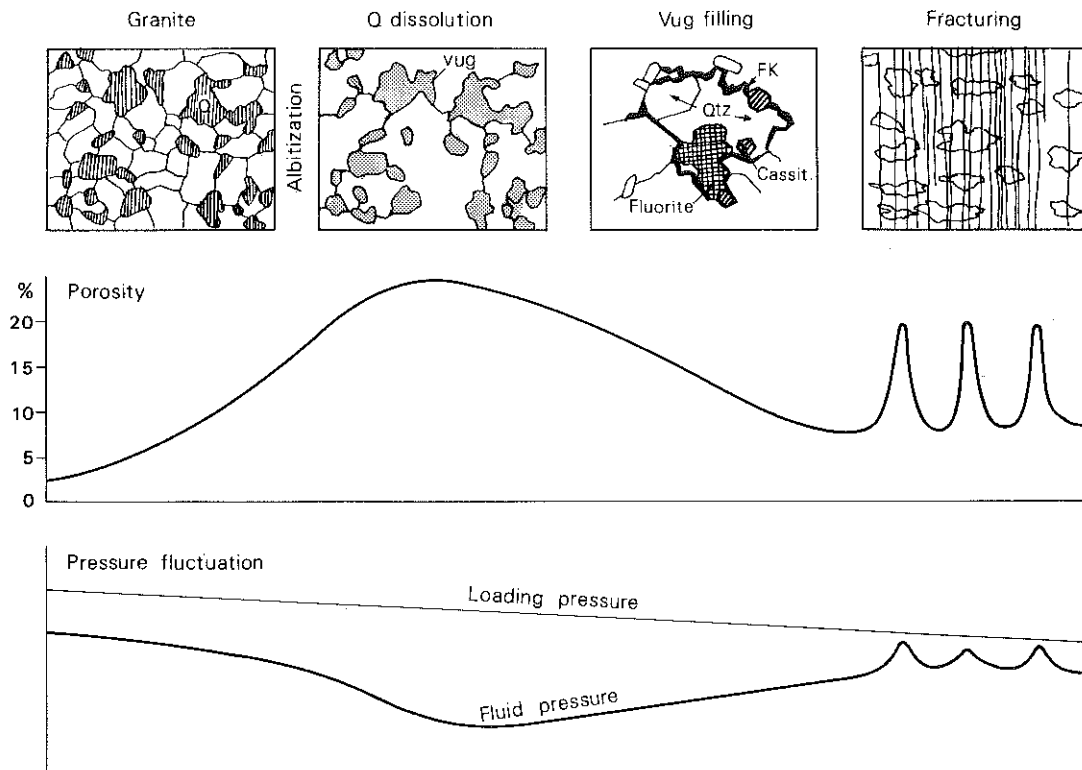 Granite
Q dissolution
Vug filling
Fracturing
Q
Albitization
vug
FK
Qtz
Cassit.
Fluorite
% Porosity
20
15
10
5
0
Pressure fluctuation
Loading pressure
Fluid pressure